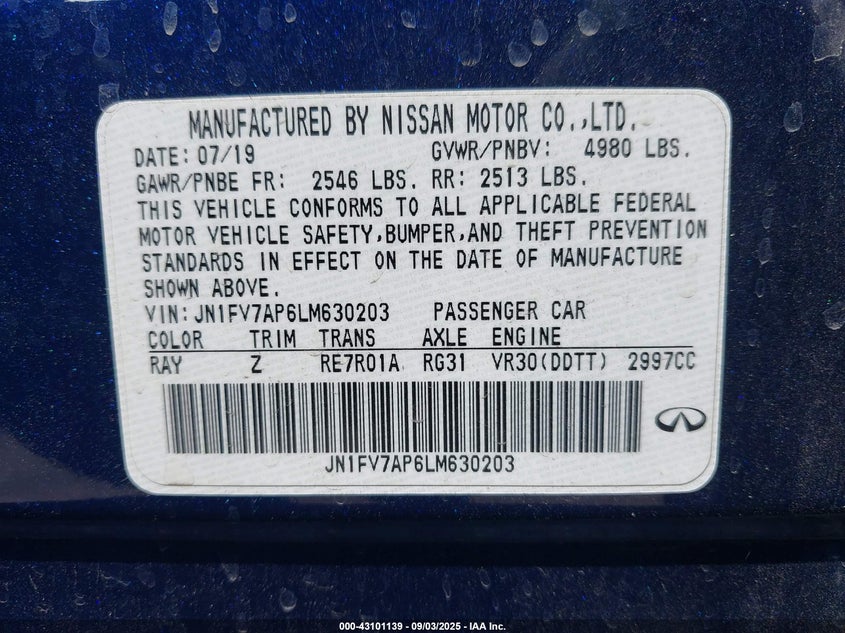 MANUFACTURED BY NISSAN MOTOR CO.,LTD.
DATE: 07/19 GVWR/PNBV: 4980 LBS.
GAWR/PNBE FR: 2546 LBS. RR: 2513 LBS.
THIS VEHICLE CONFORMS TO ALL APPLICABLE FEDERAL
MOTOR VEHICLE SAFETY,BUMPER,AND THEFT PREVENTION
STANDARDS IN EFFECT ON THE DATE OF MANUFACTURE
SHOWN ABOVE.
VIN: JN1FV7AP6LM630203 PASSENGER CAR
COLOR TRIM TRANS AXLE ENGINE
RAY Z RE7R01A RG31 VR30(DDTT) 2997CC
JN1FV7AP6LM630203
000-43101139 - 09/03/2025 - IAA Inc.